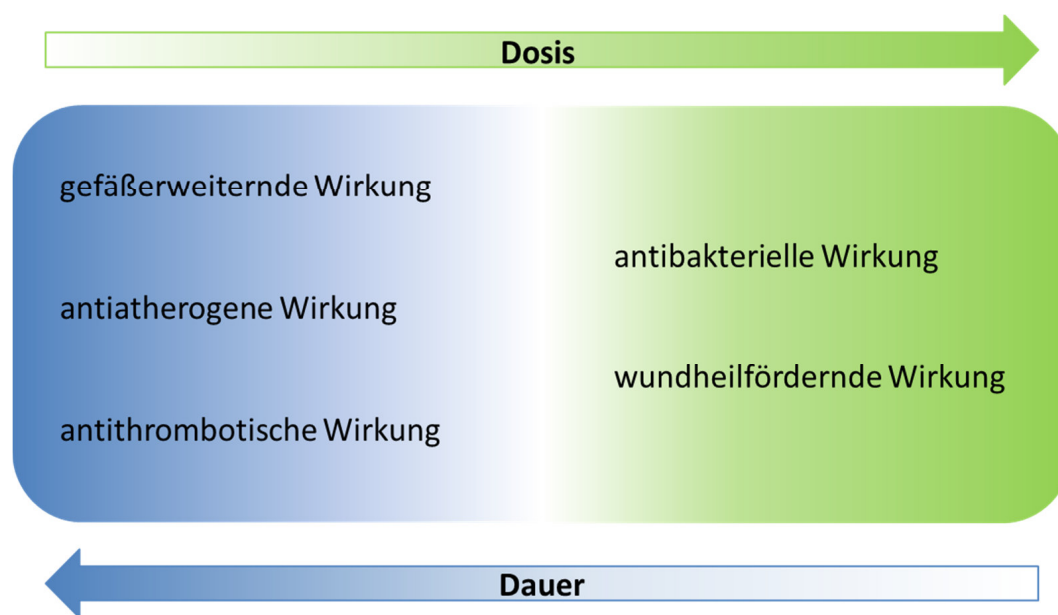 Dosis
gefäßerweiternde Wirkung
antiatherogene Wirkung
antithrombotische Wirkung
antibakterielle Wirkung
wundheilfördernde Wirkung
Dauer